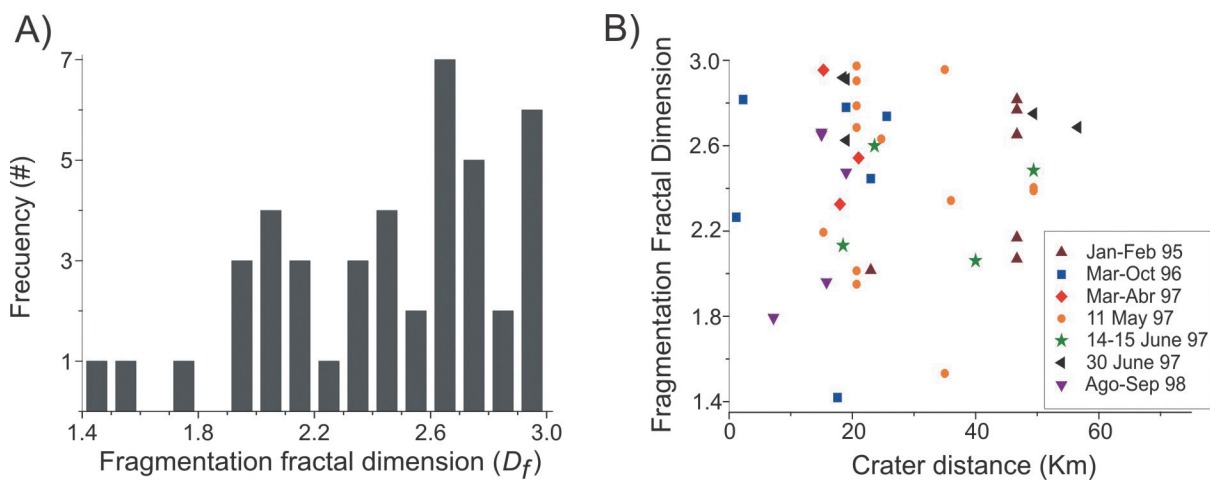 A)
Frecuency (#)
7
5
3
1
1.4 1.8 2.2 2.6 3.0
Fragmentation fractal dimension (Df)
B)
Fragmentation Fractal Dimension
3.0
2.6
2.2
1.8
1.4
0 20 40 60
Crater distance (Km)
Jan-Feb 95
Mar-Oct 96
Mar-Abr 97
11 May 97
14-15 June 97
30 June 97
Ago-Sep 98